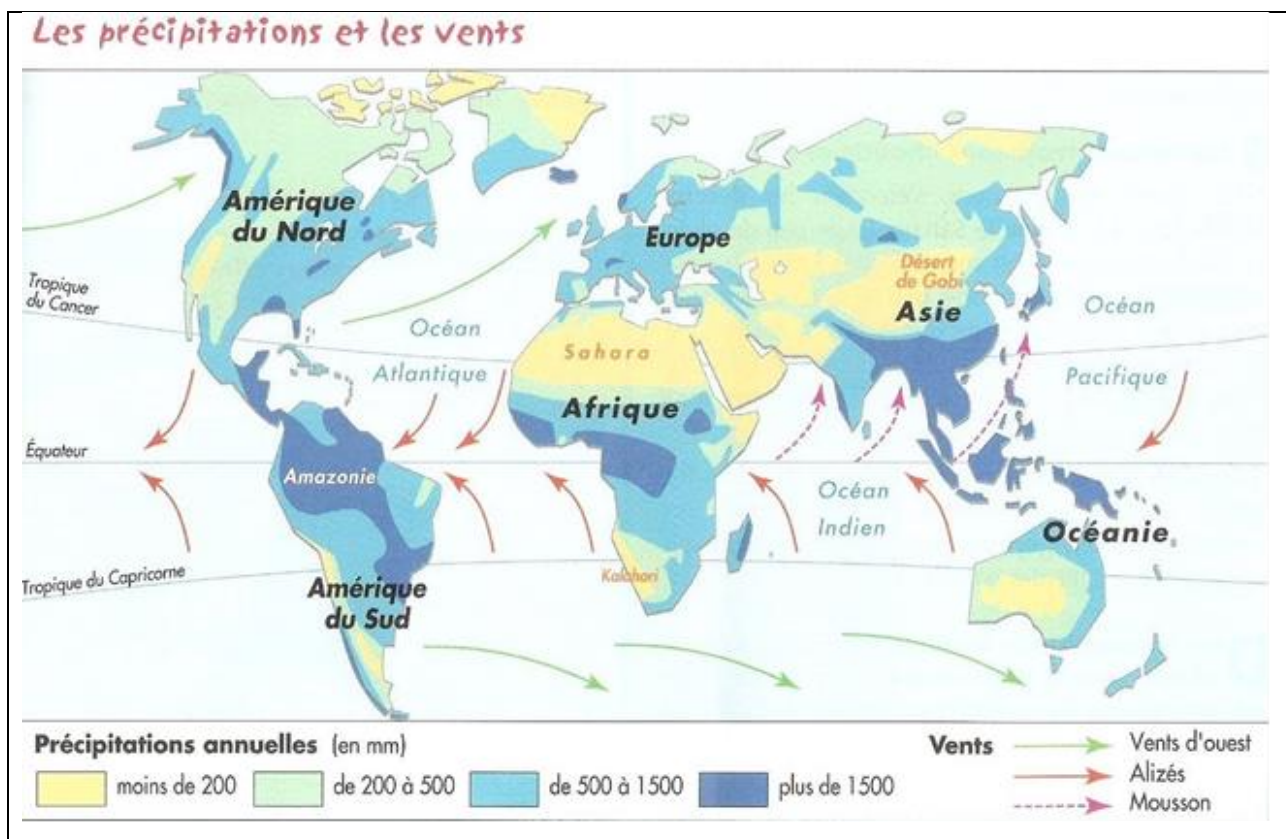 Les précipitations et les vents
Amérique
du Nord
Europe
Désert
de Gobi
Asie
Tropique
du Cancer
Océan
Atlantique
Sahara
Océan
Pacifique
Afrique
Équateur
Amazonie
Océan
Indien
Océanie
Tropique du Capricorne
Kalahari
Amérique
du Sud
Précipitations annuelles (en mm)
moins de 200
de 200 à 500
de 500 à 1500
plus de 1500
Vents
Vents d'ouest
Alizés
Mousson